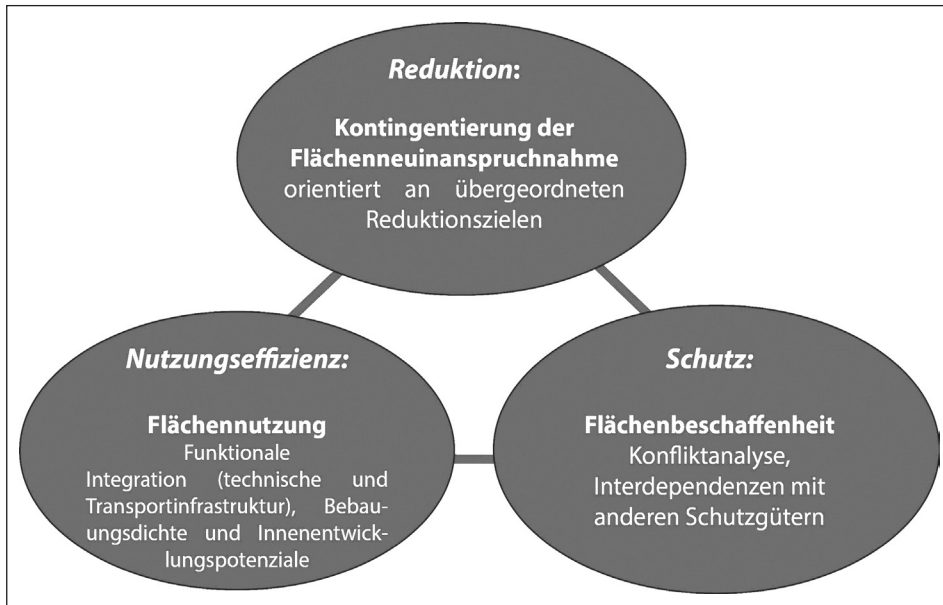 Reduktion:
Kontingentierung der
Flächenneuinanspruchnahme
orientiert an übergeordneten
Reduktionszielen
Nutzungseffizienz:
Flächennutzung
Funktionale
Integration (technische und
Transportinfrastruktur), Bebau-
ungsdichte und Innenentwick-
lungspotenziale
Schutz:
Flächenbeschaffenheit
Konfliktanalyse,
Interdependenzen mit
anderen Schutzgütern